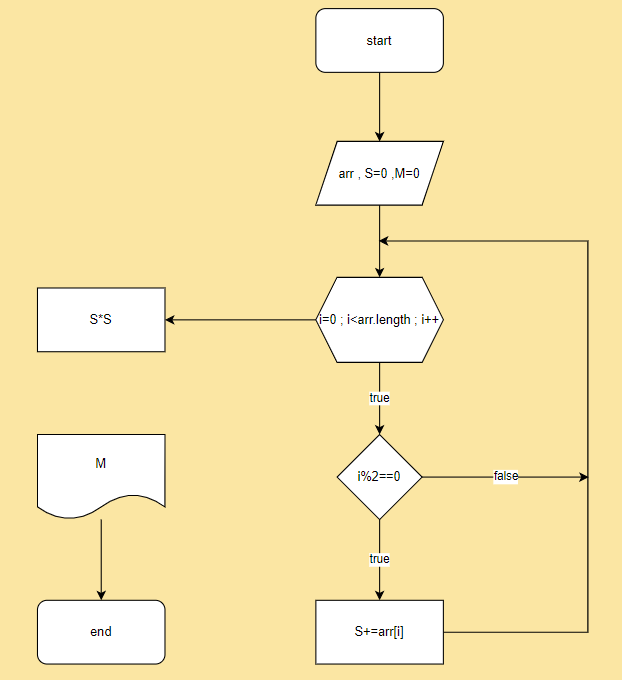 start
arr , S=0 ,M=0
i=0 ; i<arr.length ; i++
S*S
true
M
i%2==0
false
true
end
S+=arr[i]